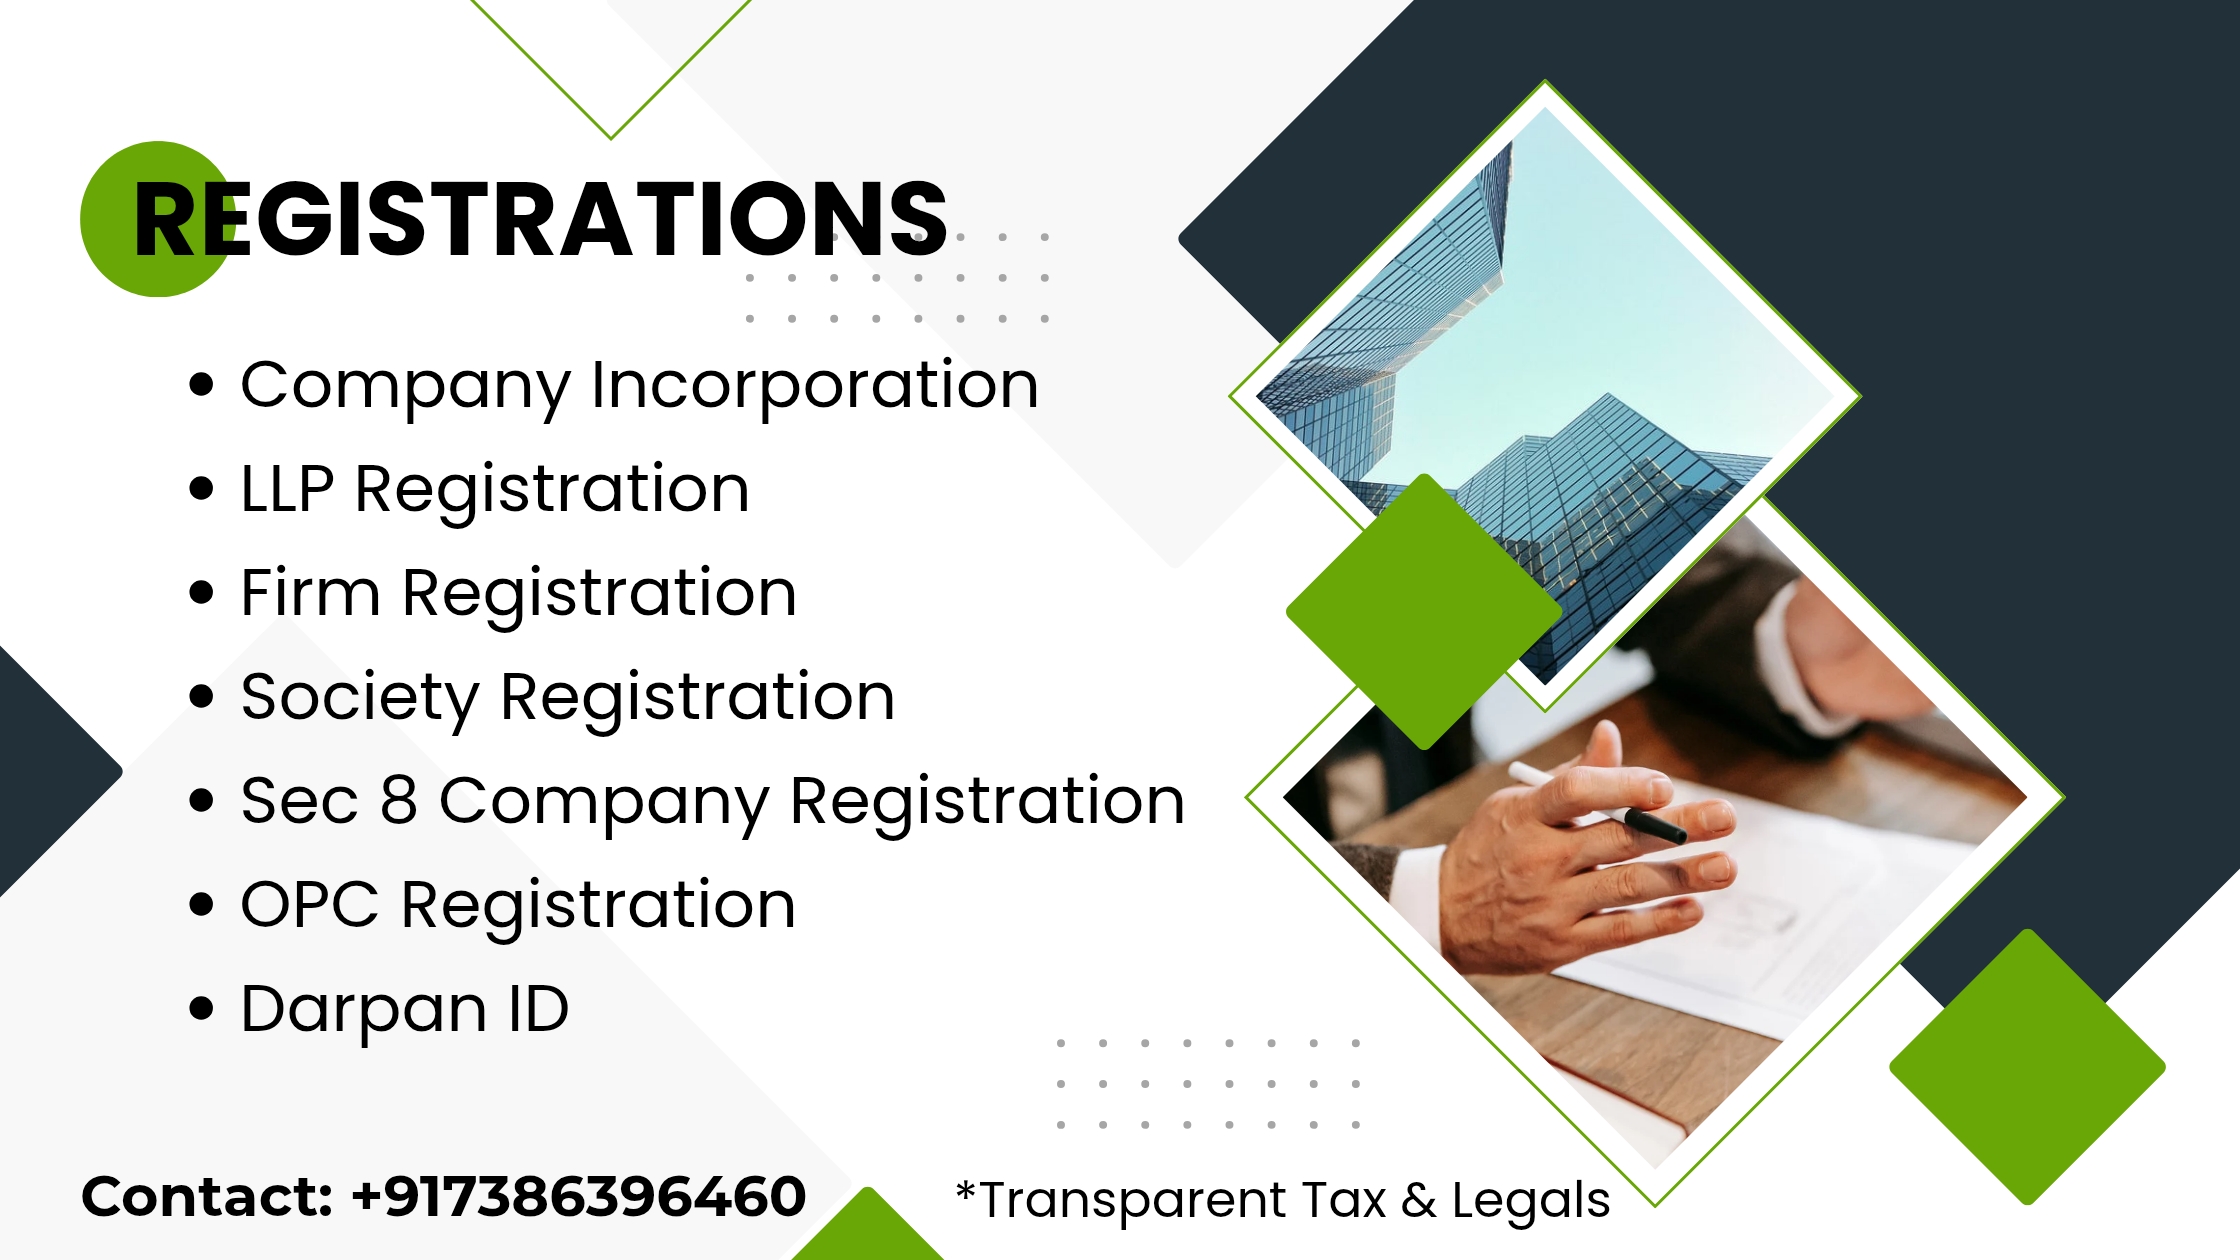 REGISTRATIONS
• Company Incorporation
• LLP Registration
• Firm Registration
• Society Registration
• Sec 8 Company Registration
• OPC Registration
• Darpan ID
Contact: +917386396460
*Transparent Tax & Legals